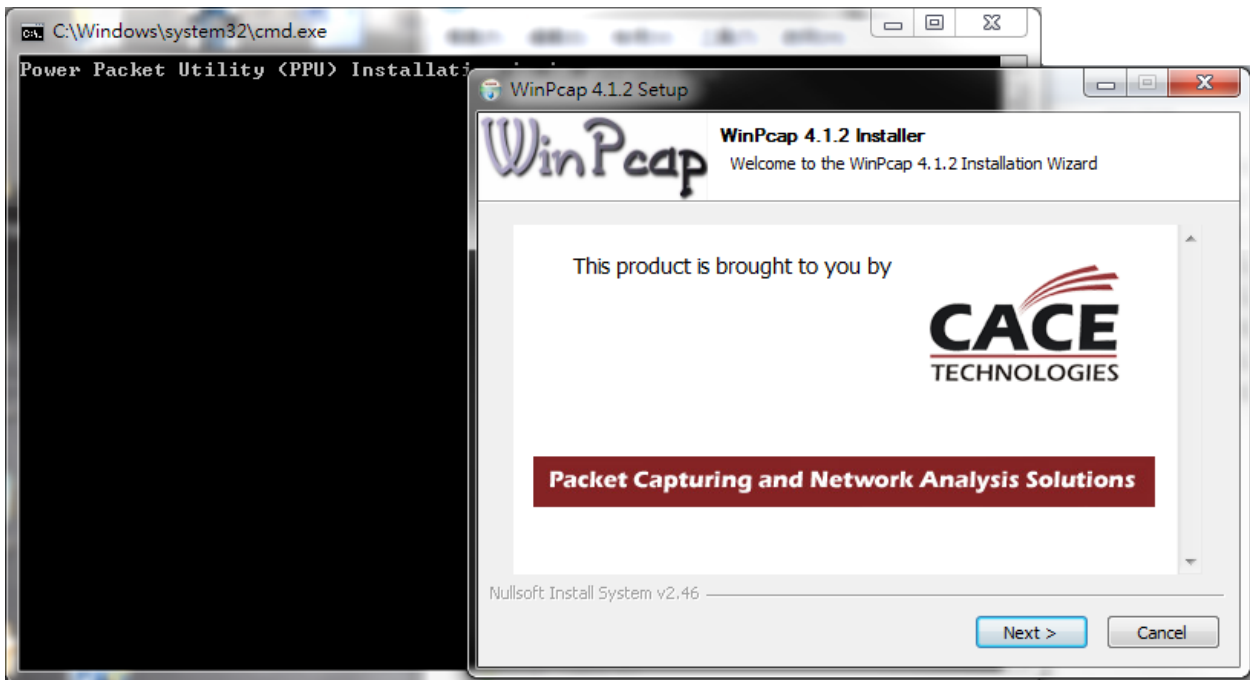 C:\Windows\system32\cmd.exe
Power Packet Utility (PPU)
WinPcap 4.1.2 Setup
WinPcap
WinPcap 4.1.2 Installer
Welcome to the WinPcap 4.1.2 Installation Wizard
This product is brought to you by
CACE
TECHNOLOGIES
Packet Capturing and Network Analysis Solutions
Nullsoft Install System v2.46
Next >
Cancel